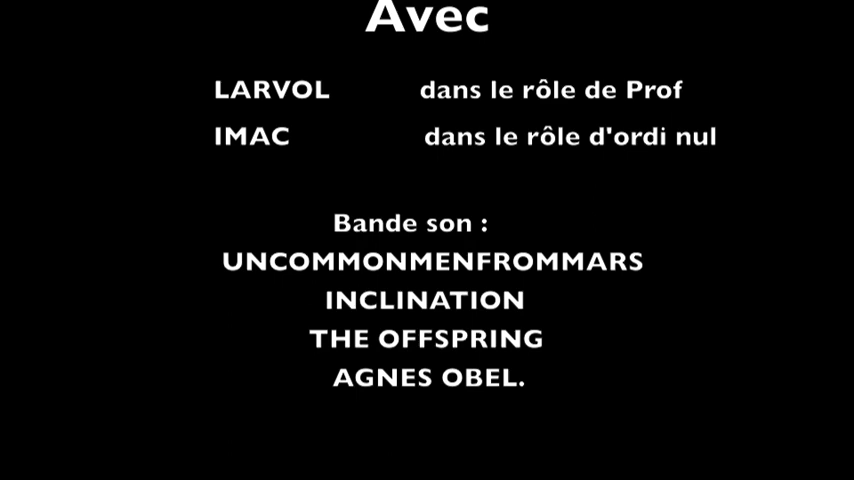 Avec
LARVOL dans le rôle de Prof
IMAC dans le rôle d'ordi nul
Bande son :
UNCOMMONMENFROMMARS
INCLINATION
THE OFFSPRING
AGNES OBEL.